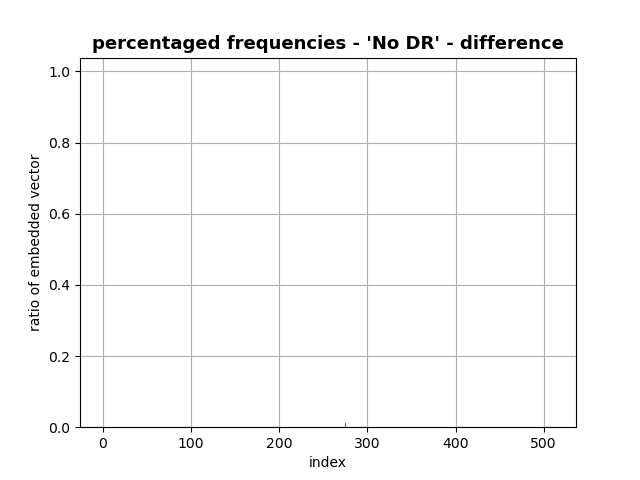 percentaged frequencies - 'No DR' - difference
1.0
0.8
0.6
0.4
0.2
0.0
ratio of embedded vector
0 100 200 300 400 500
index